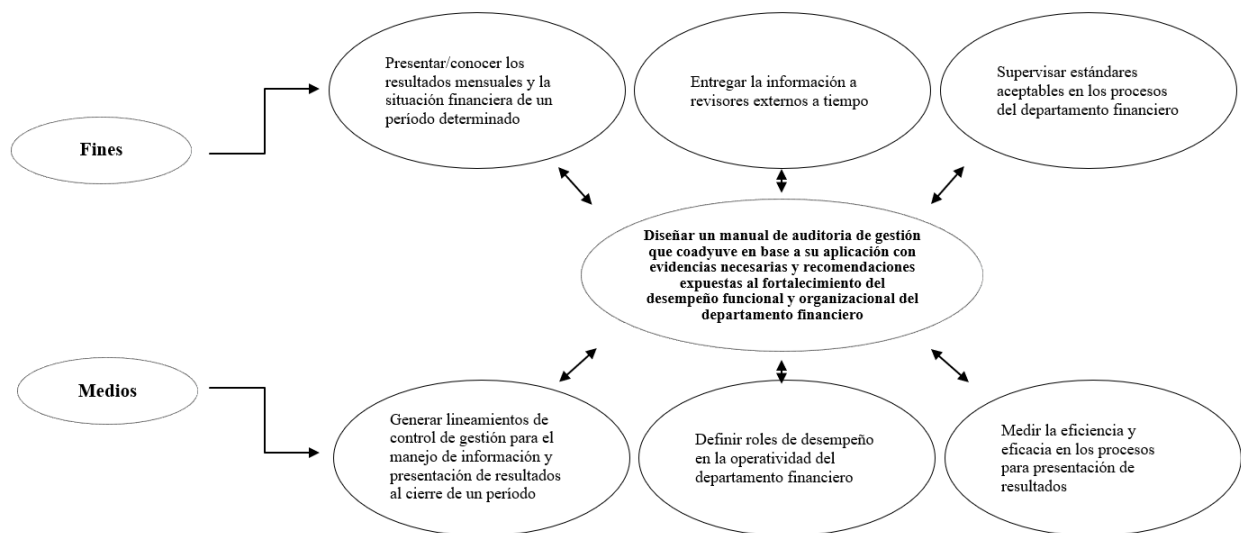 Fines
Presentar/conocer los
resultados mensuales y la
situación financiera de un
período determinado
Entregar la información a
revisores externos a tiempo
Supervisar estándares
aceptables en los procesos
del departamento financiero
Diseñar un manual de auditoria de gestión
que coadyuve en base a su aplicación con
evidencias necesarias y recomendaciones
expuestas al fortalecimiento del
desempeño funcional y organizacional del
departamento financiero
Medios
Generar lineamientos de
control de gestión para el
manejo de información y
presentación de resultados
al cierre de un período
Definir roles de desempeño
en la operatividad del
departamento financiero
Medir la eficiencia y
eficacia en los procesos
para presentación de
resultados